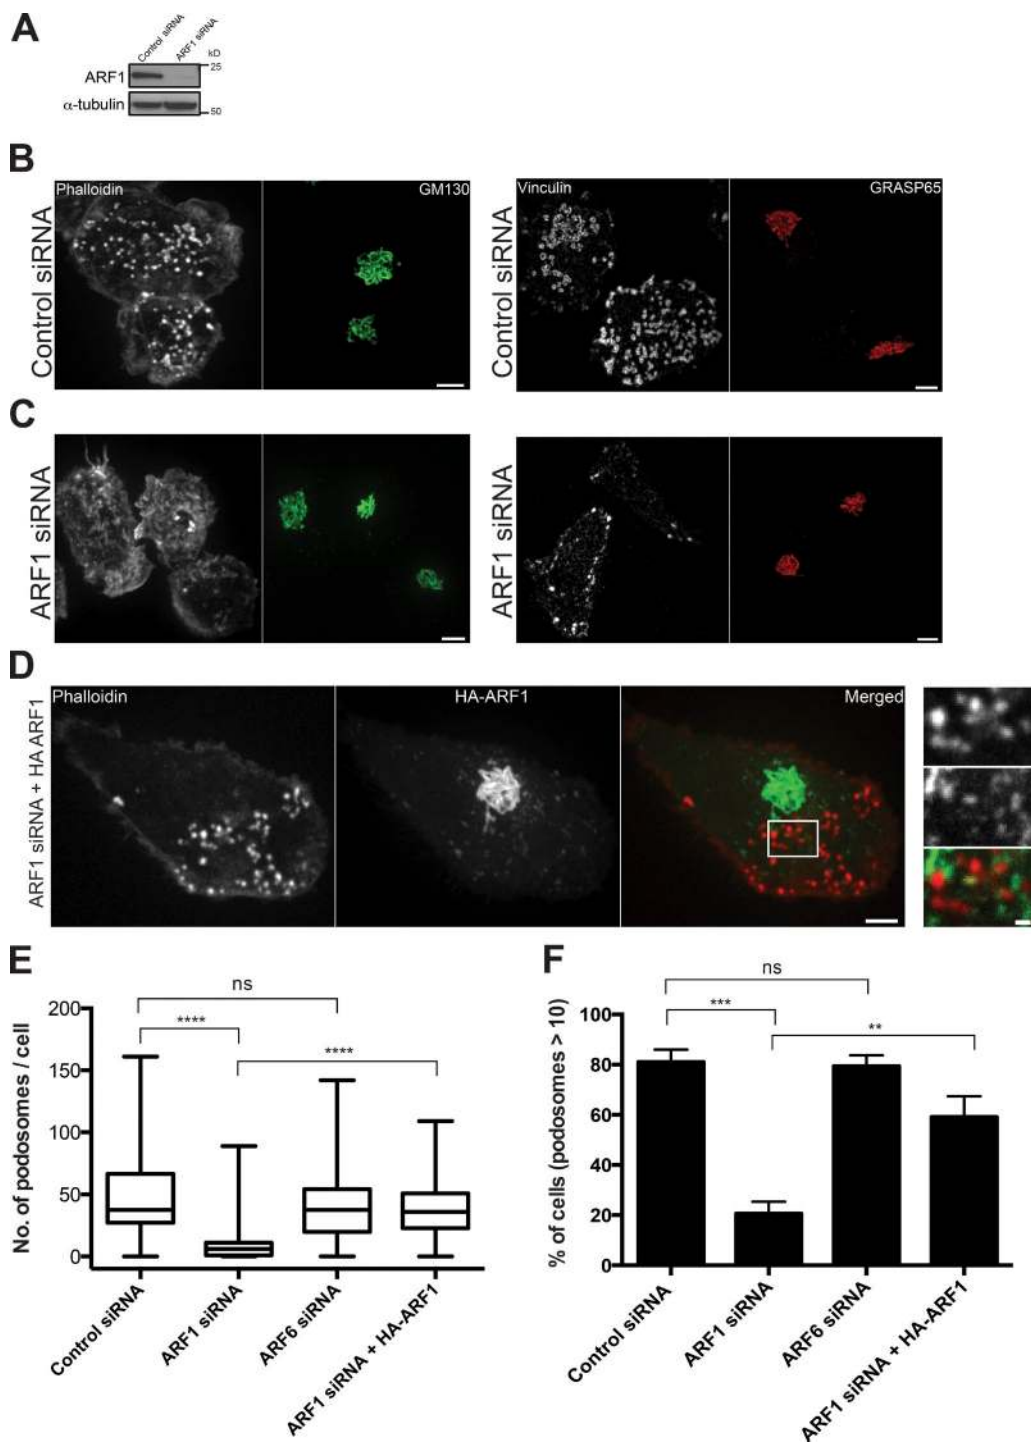 A
Control siRNA
ARF1 siRNA
kD
ARF1
25
α-tubulin
50
B
Control siRNA
Phalloidin
GM130
Vinculin
GRASP65
Control siRNA
C
ARF1 siRNA
ARF1 siRNA
D
ARF1 siRNA + HA ARF1
Phalloidin
HA-ARF1
Merged
E
No. of podosomes / cell
200
150
100
50
0
ns
****
****
Control siRNA
ARF1 siRNA
ARF6 siRNA
ARF1 siRNA + HA-ARF1
F
% of cells (podosomes > 10)
100
80
60
40
20
0
ns
***
**
Control siRNA
ARF1 siRNA
ARF6 siRNA
ARF1 siRNA + HA-ARF1